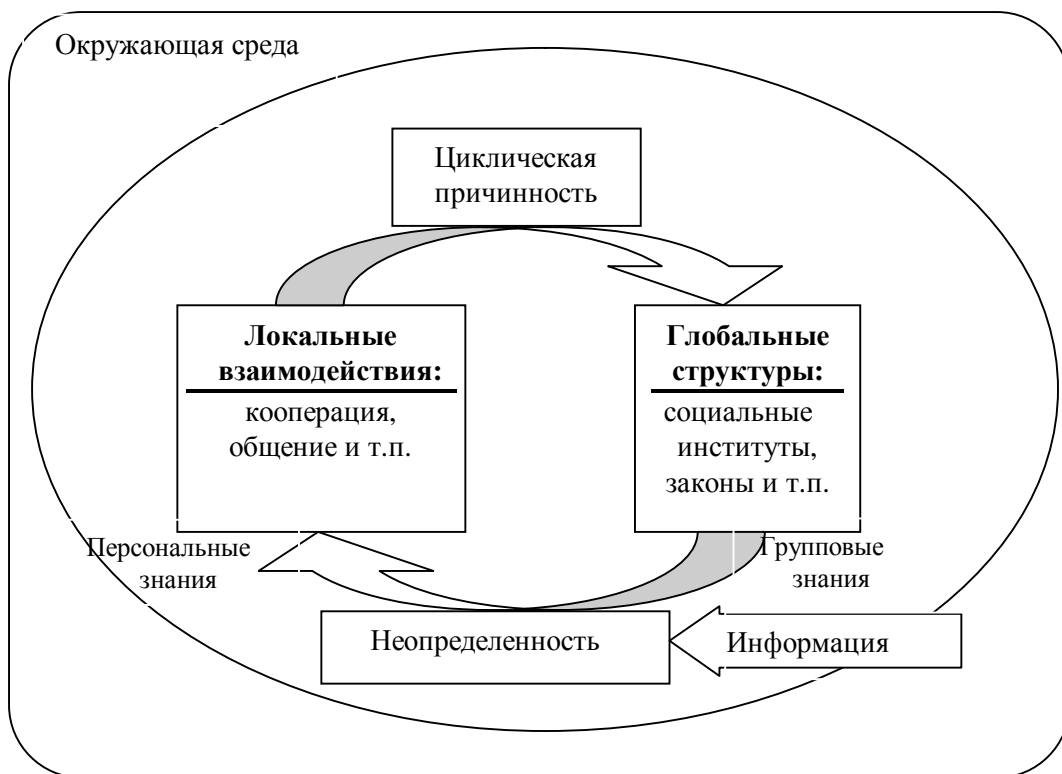 Окружающая среда
Циклическая
причинность
Локальные
взаимодействия:
кооперация,
общение и т.п.
Глобальные
структуры:
социальные
институты,
законы и т.п.
Персональные
знания
Групповые
знания
Неопределенность
Информация